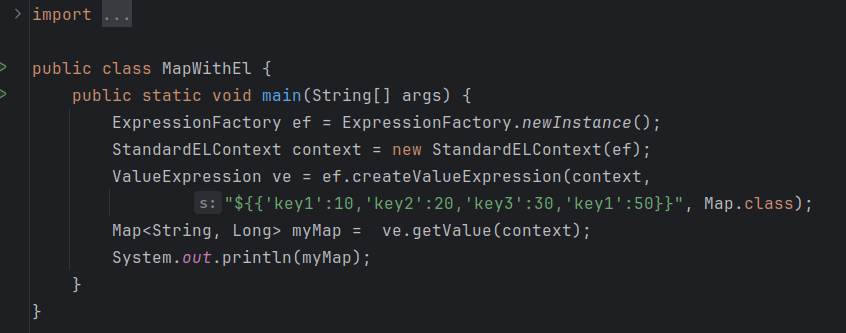 import ...
public class MapWithEl {
public static void main(String[] args) {
ExpressionFactory ef = ExpressionFactory.newInstance();
StandardELContext context = new StandardELContext(ef);
ValueExpression ve = ef.createValueExpression(context,
s: "${{'key1':10,'key2':20,'key3':30,'key1':50}}", Map.class);
Map<String, Long> myMap =  ve.getValue(context);
System.out.println(myMap);
}
}